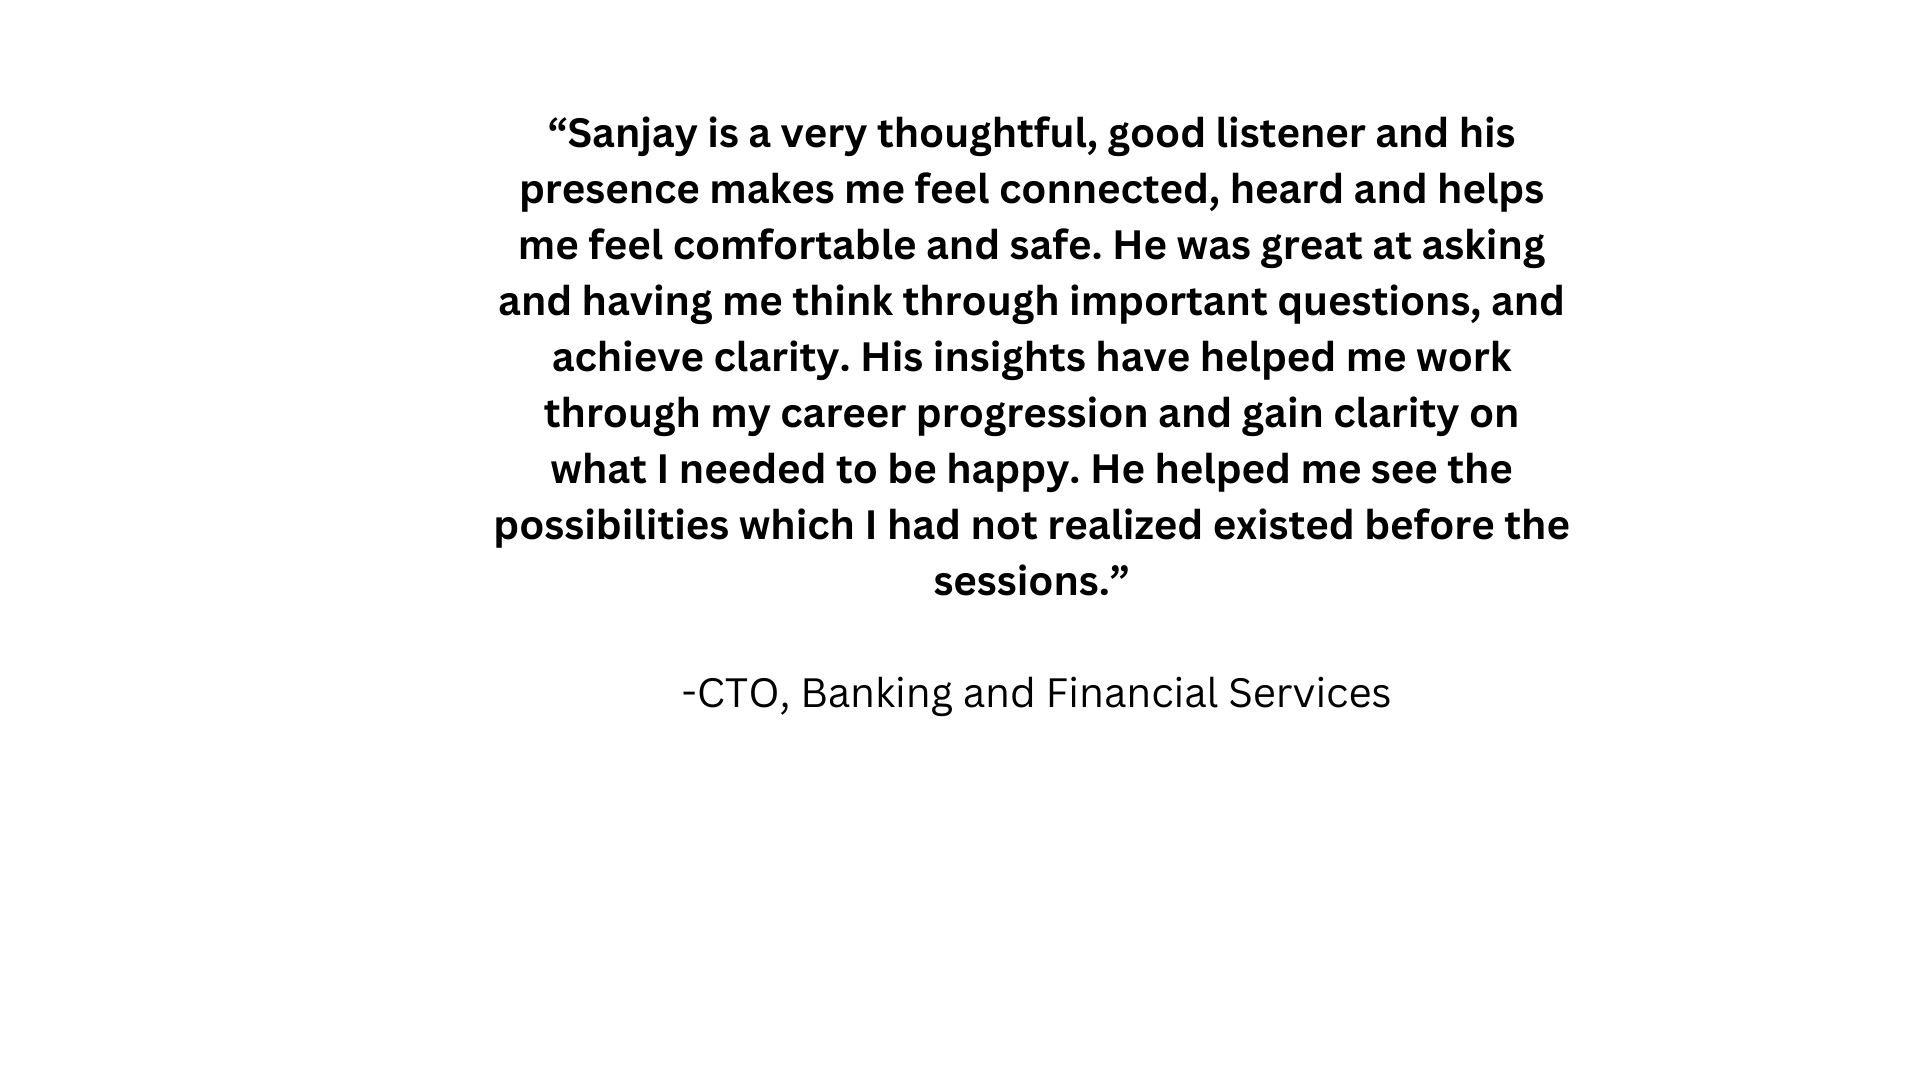 “Sanjay is a very thoughtful, good listener and his
presence makes me feel connected, heard and helps
me feel comfortable and safe. He was great at asking
and having me think through important questions, and
achieve clarity. His insights have helped me work
through my career progression and gain clarity on
what I needed to be happy. He helped me see the
possibilities which I had not realized existed before the
sessions.”
-CTO, Banking and Financial Services